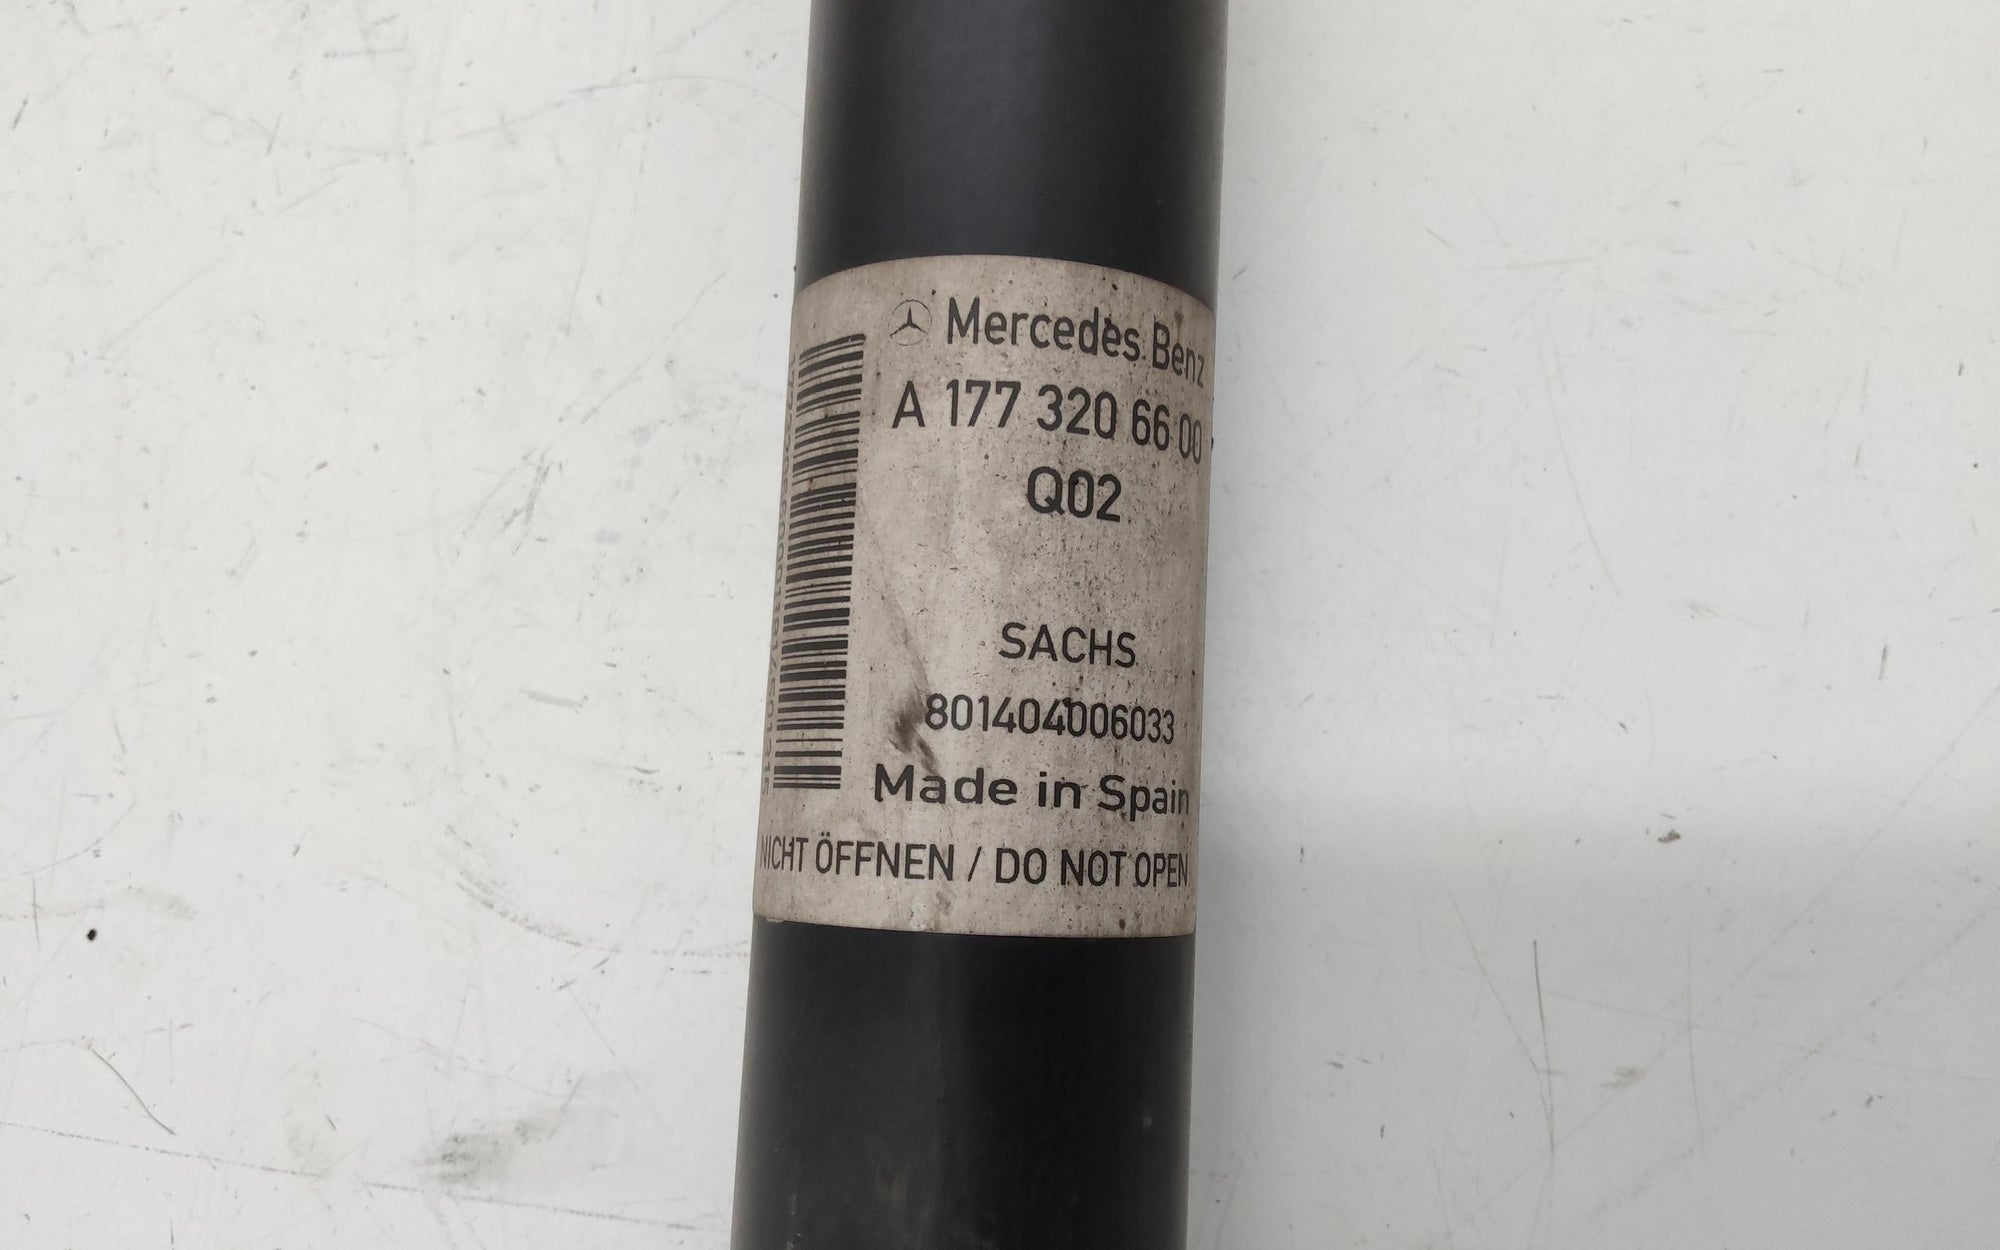 Mercedes Benz
A 177 320 66 00
Q02
SACHS
801404006033
Made in Spain
NICHT ÖFFNEN / DO NOT OPEN